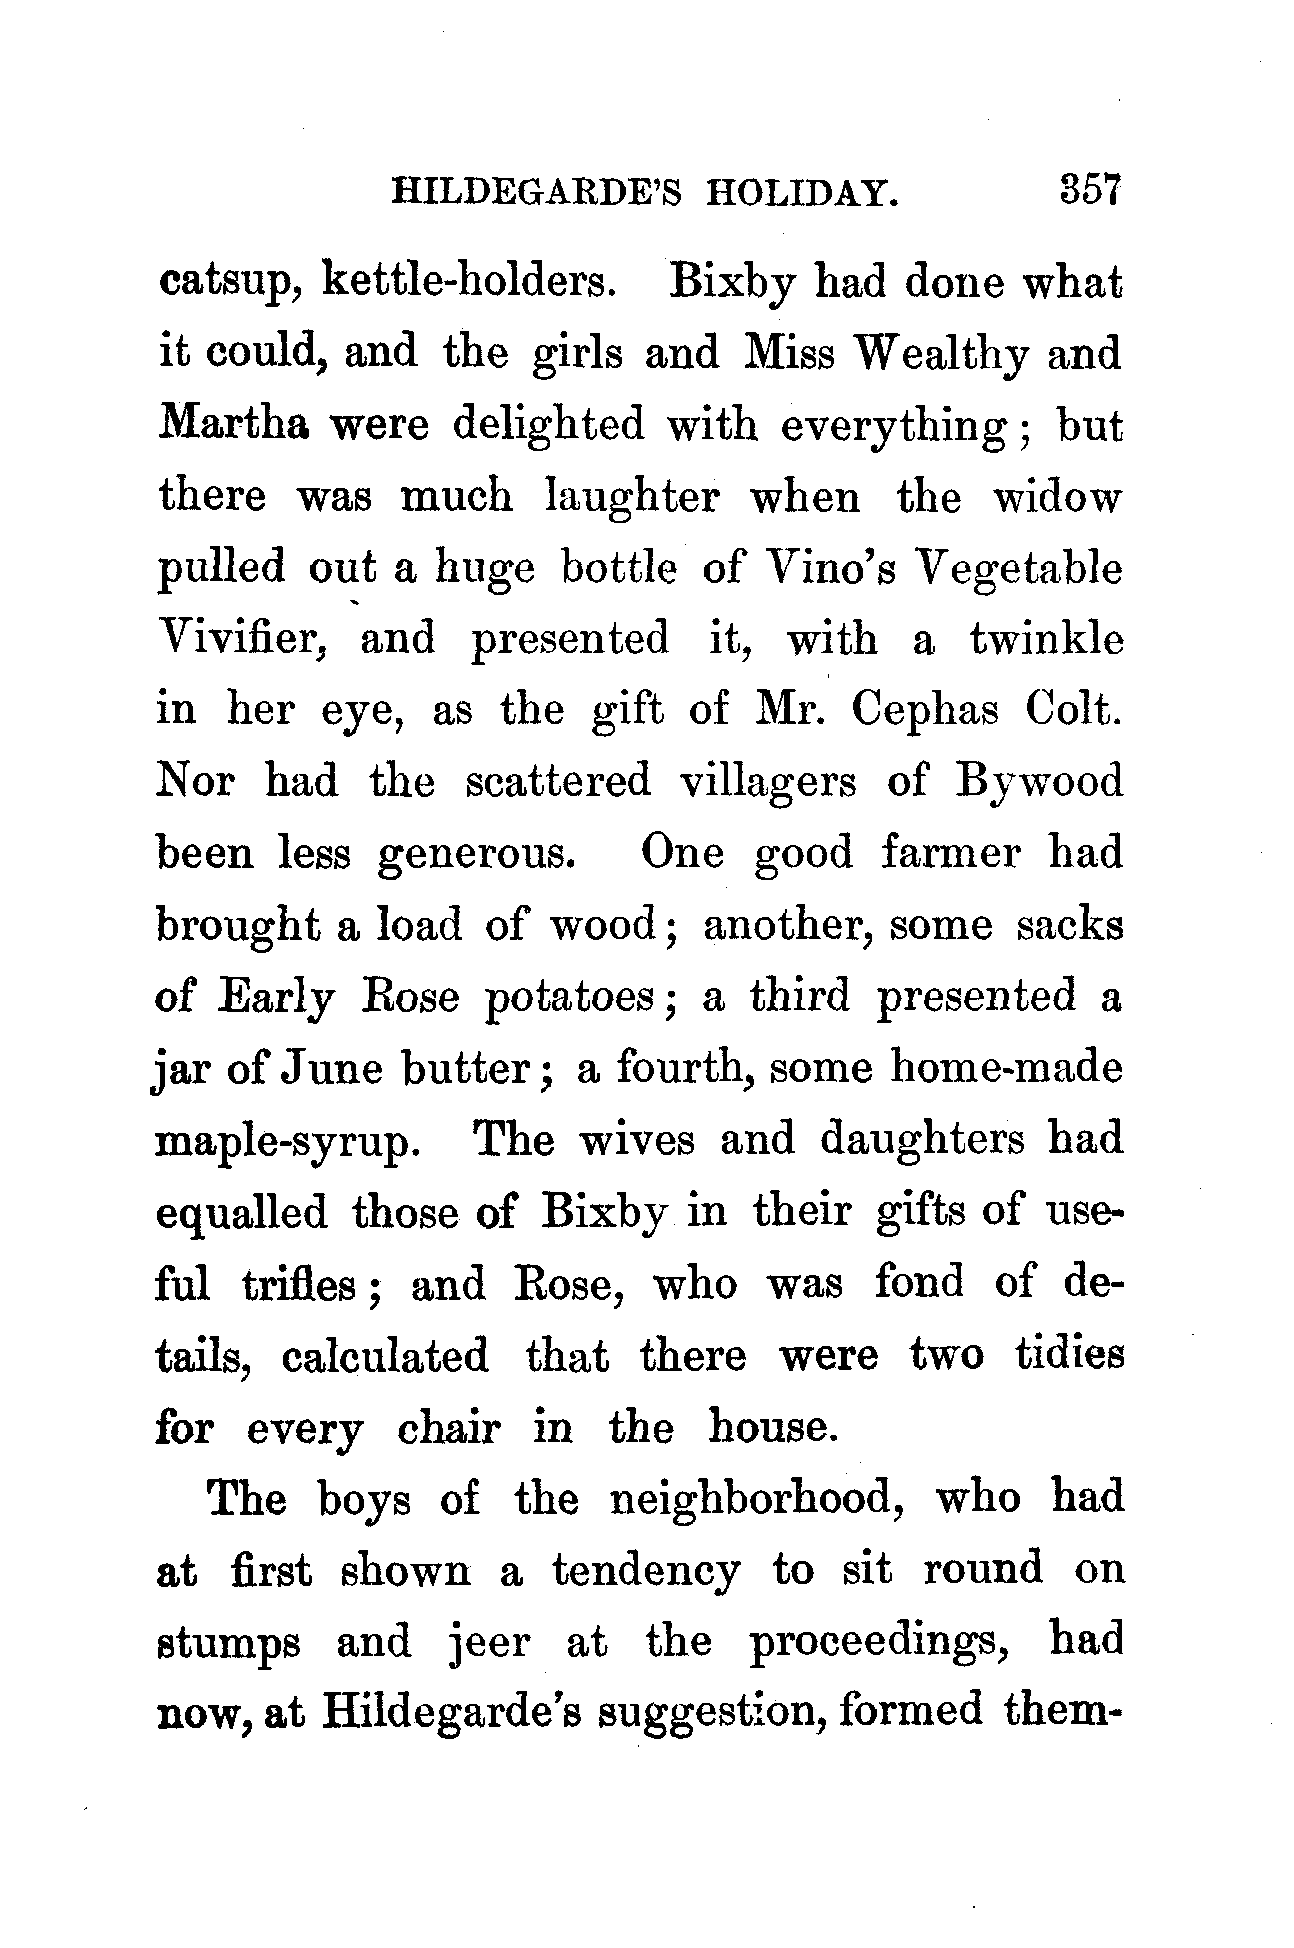 HILDEGARDE'S HOLIDAY. 357
catsup, kettle-holders. Bixby had done what
it could, and the girls and Miss Wealthy and
Martha were delighted with everything; but
there was much laughter when the widow
pulled out a huge bottle of Vino's Vegetable
Vivifier, and presented it, with a twinkle
in her eye, as the gift of Mr. Cephas Colt.
Nor had the scattered villagers of Bywood
been less generous. One good farmer had
brought a load of wood; another, some sacks
of Early Rose potatoes; a third presented a
jar of June butter; a fourth, some home-made
maple-syrup. The wives and daughters had
equalled those of Bixby in their gifts of use-
ful trifles; and Rose, who was fond of de-
tails, calculated that there were two tidies
for every chair in the house.
The boys of the neighborhood, who had
at first shown a tendency to sit round on
stumps and jeer at the proceedings, had
now, at Hildegarde's suggestion, formed them-